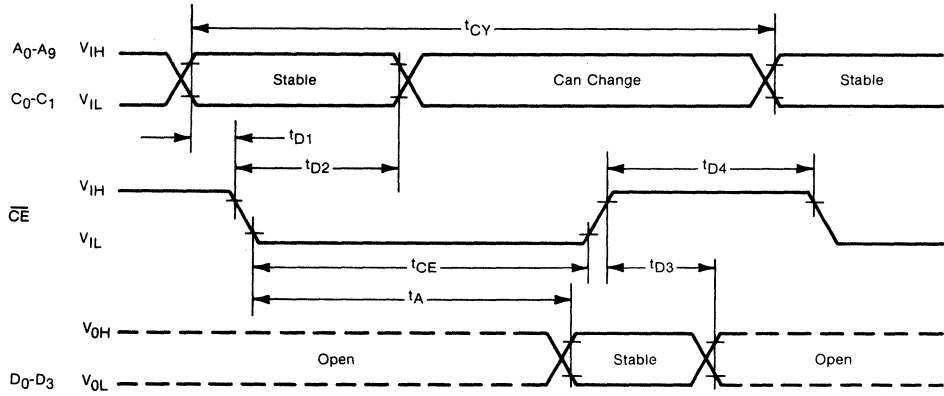 tCY
A0-A9 VIH
Stable Can Change Stable
C0-C1 VIL
tD1
tD2 tD4
VIH
CE
VIL
tCE tD3
tA
V0H
Open Stable Open
D0-D3 V0L